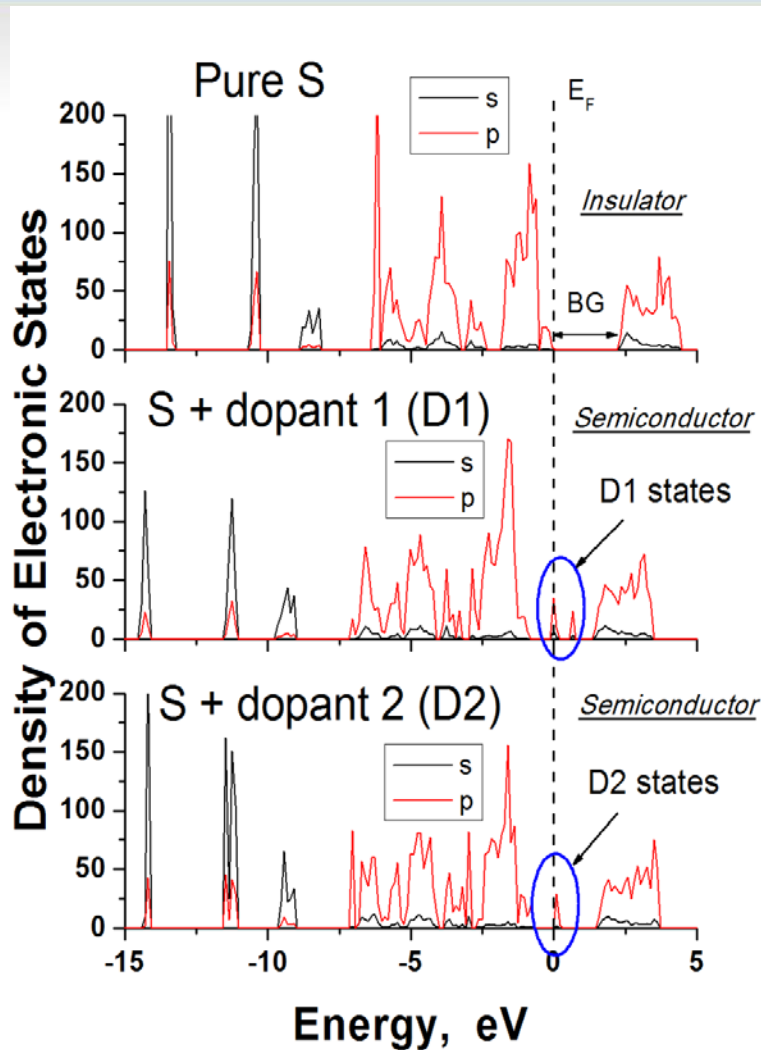 Density of Electronic States
Pure S
s
p
E_F
Insulator
BG
200
150
100
50
0
S + dopant 1 (D1)
s
p
Semiconductor
D1 states
200
150
100
50
0
S + dopant 2 (D2)
s
p
Semiconductor
D2 states
200
150
100
50
0
-15 -10 -5 0 5
Energy, eV